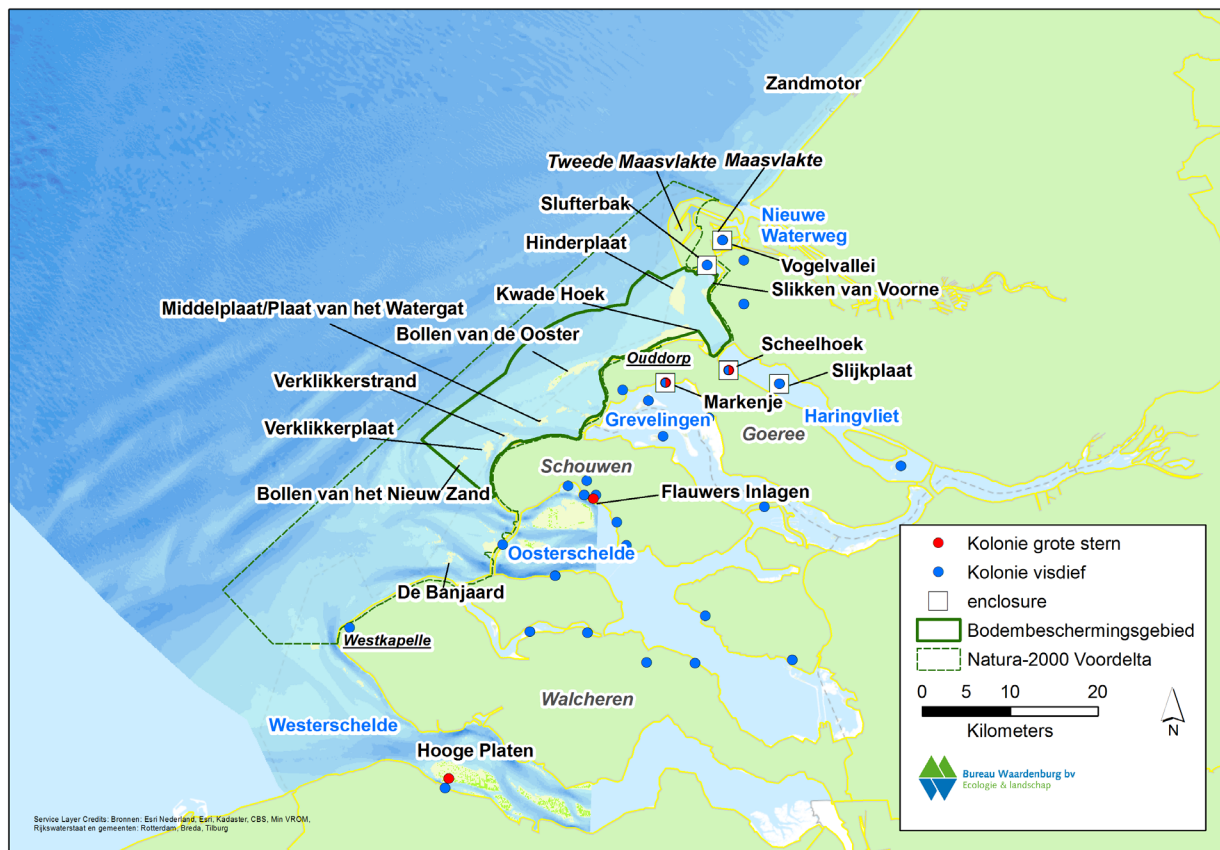 Zandmotor
Tweede Maasvlakte
Maasvlakte
Slufterbak
Nieuwe
Waterweg
Hinderplaat
Vogelvallei
Slikken van Voorne
Kwade Hoek
Middelplaat/Plaat van het Watergat
Bollen van de Ooster
Ouddorp
Scheelhoek
Slijkplaat
Verklikkerstrand
Markenje
Grevelingen
Haringvliet
Verklikkerplaat
Goeree
Schouwen
Bollen van het Nieuw Zand
Flauwers Inlagen
Oosterschelde
De Banjaard
Westkapelle
Walcheren
Westerschelde
Hooge Platen
Kolonie grote stern
Kolonie visdief
enclosure
Bodembeschermingsgebied
Natura-2000 Voordelta
0 5 10 20
Kilometers
N
Bureau Waardenburg bv
Ecologie & landschap
Service Layer Credits: Bronnen: Esri Nederland, Esri, Kadaster, CBS, Min VROM,
Rijkswaterstaat en gemeenten: Rotterdam, Breda, Tilburg